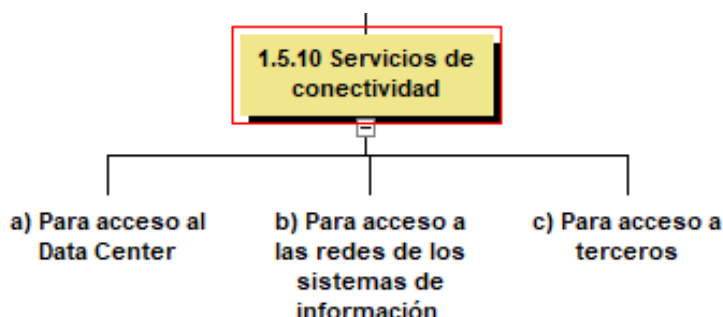 1.5.10 Servicios de
conectividad
a) Para acceso al
Data Center
b) Para acceso a
las redes de los
sistemas de
información
c) Para acceso a
terceros